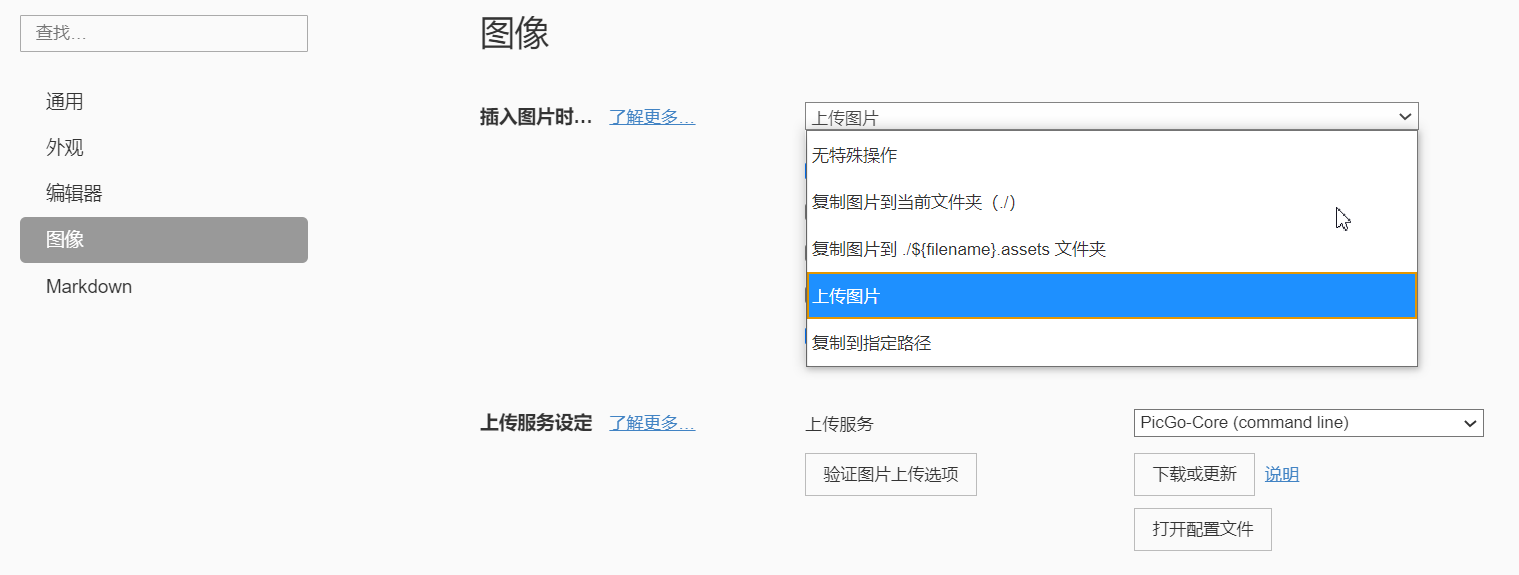 查找…
通用
外观
编辑器
图像
Markdown
图像
插入图片时… 了解更多… 上传图片
无特殊操作
复制图片到当前文件夹（./）
复制图片到 ./${filename}.assets 文件夹
上传图片
复制到指定路径
上传服务设定 了解更多… 上传服务 PicGo-Core (command line)
验证图片上传选项 下载或更新 说明
打开配置文件